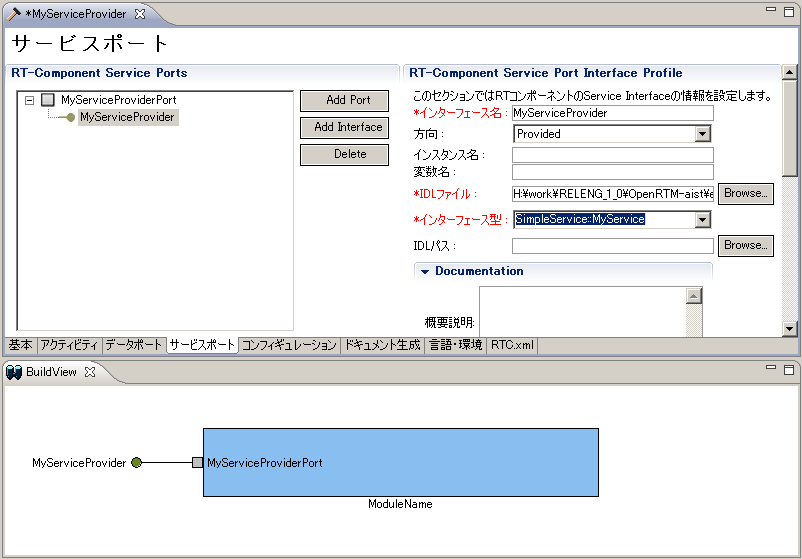 *MyServiceProvider
サービスポート
RT-Component Service Ports
MyServiceProviderPort
MyServiceProvider
Add Port
Add Interface
Delete
RT-Component Service Port Interface Profile
このセクションではRTコンポーネントのService Interfaceの情報を設定します。
*インターフェース名: MyServiceProvider
方向: Provided
インスタンス名:
変数名:
*IDLファイル: H:¥work¥RELENG_1_0¥OpenRTM-aist¥e Browse...
*インターフェース型: SimpleService::MyService
IDLパス: Browse...
Documentation
概要説明:
基本 アクティビティ データポート サービスポート コンフィギュレーション ドキュメント生成 言語・環境 RTC.xml
BuildView
MyServiceProvider MyServiceProviderPort
ModuleName